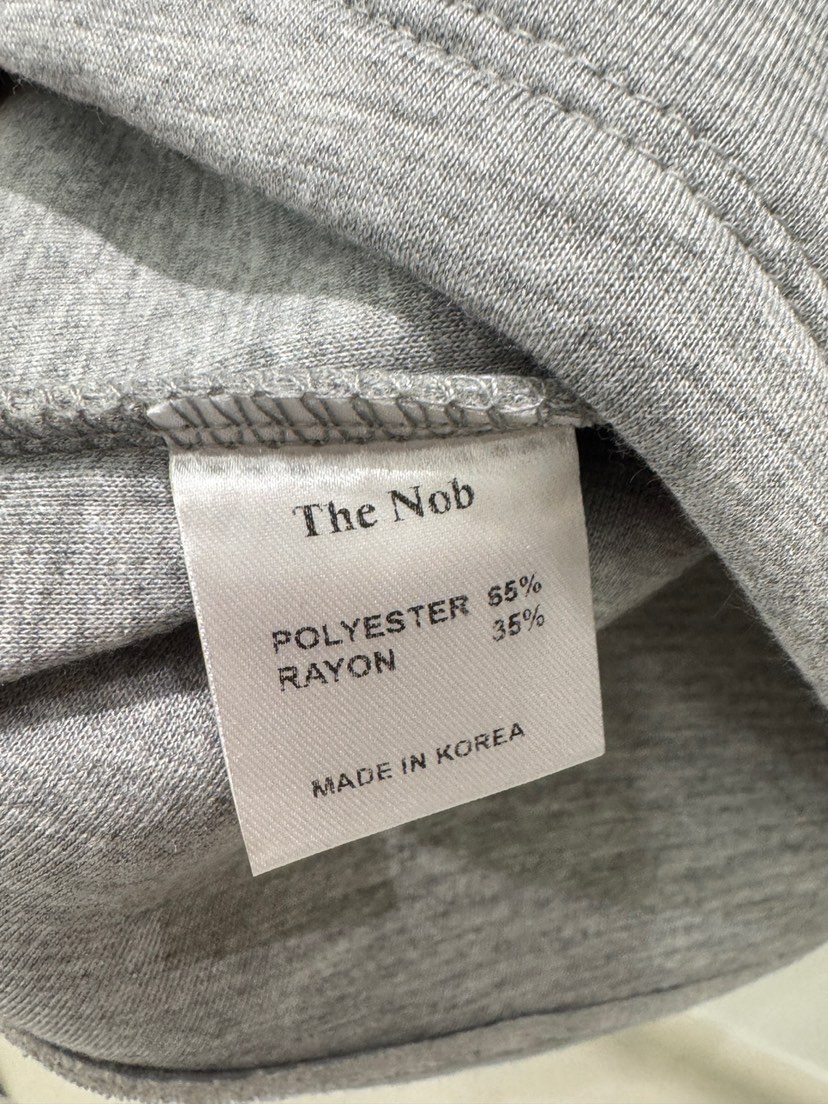 The Nob
POLYESTER 65%
RAYON 35%
MADE IN KOREA